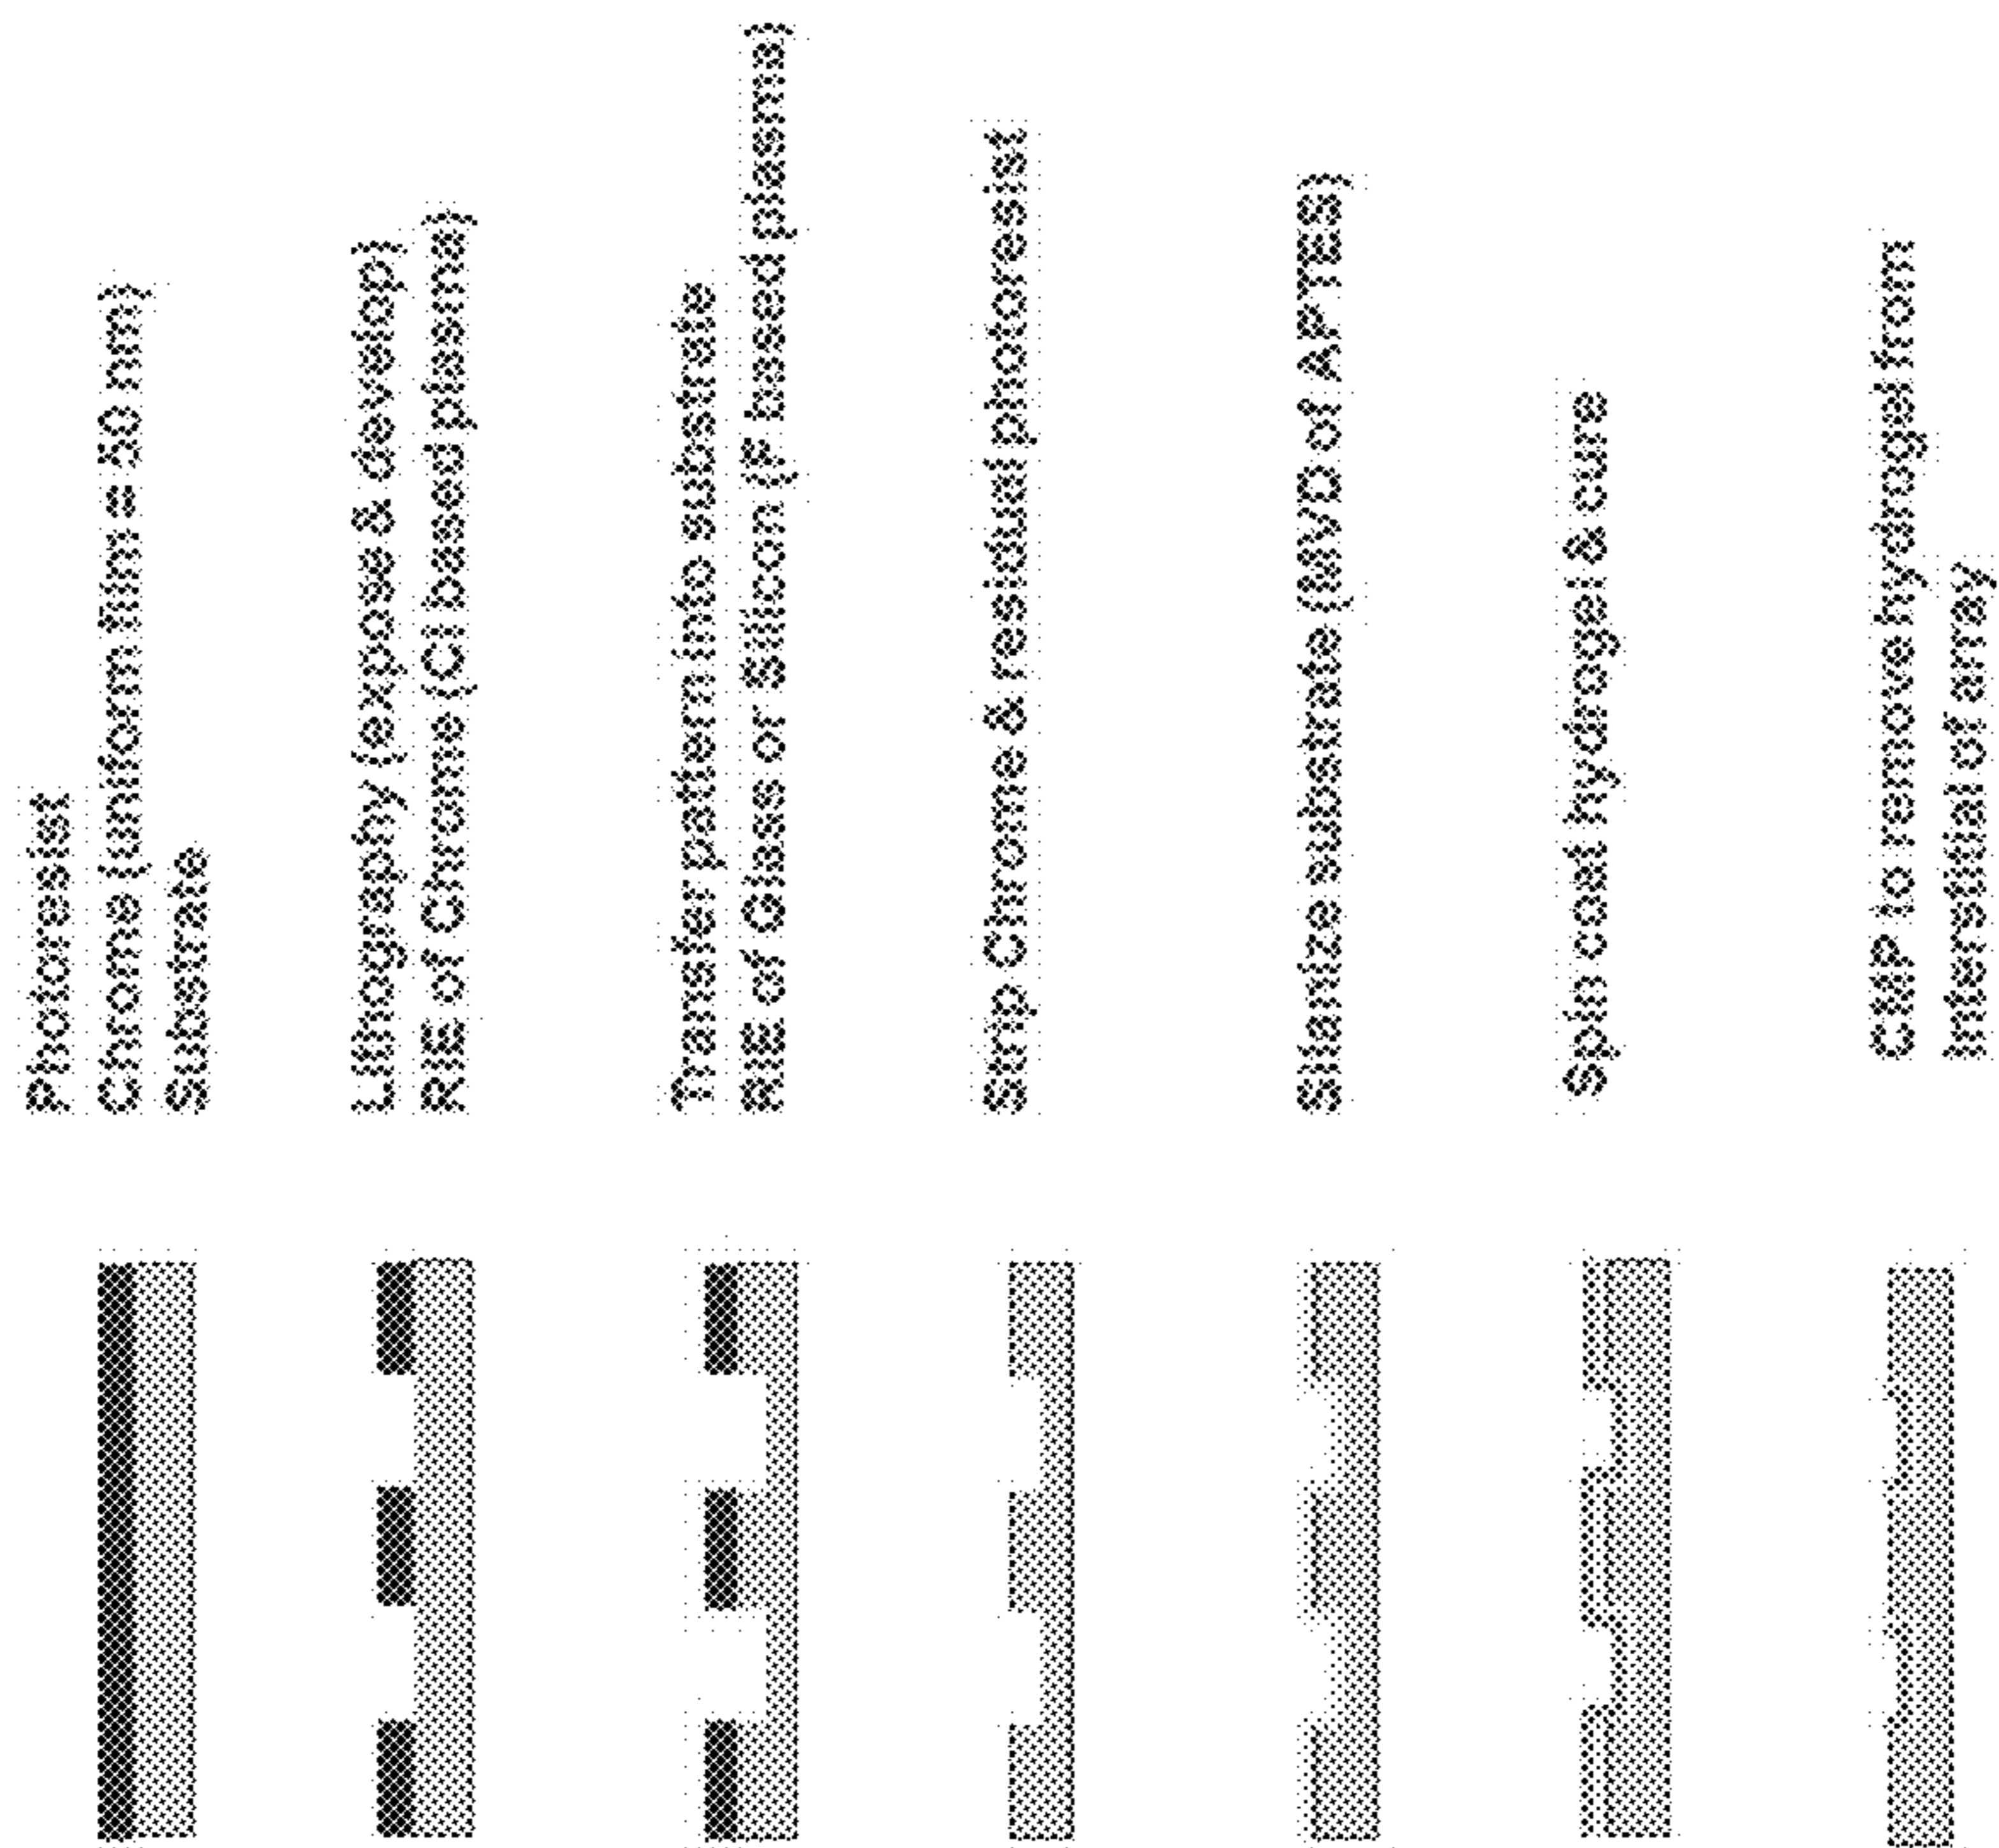 Photoresist
Chrome (uniform film = 50 nm)
Substrate
Lithography (expose & develop)
RIE of Chrome (Cl based plasma)
Transfer pattern into substrate
RIE of Glass or Silicon (F based plasma)
Strip Chrome & residual photoresist
Silanize substrate (MVD of APTES)
Spin coat hydrogel & cure
CMP to remove hydrogel from
interstitial of array